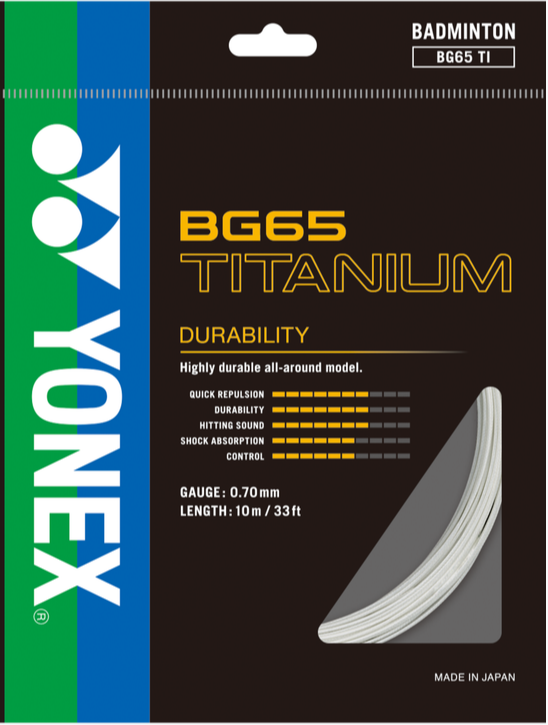 BADMINTON
BG65 TI
YONEX®
BG65
TITANIUM
DURABILITY
Highly durable all-around model.
QUICK REPULSION
DURABILITY
HITTING SOUND
SHOCK ABSORPTION
CONTROL
GAUGE: 0.70mm
LENGTH: 10m / 33ft
MADE IN JAPAN